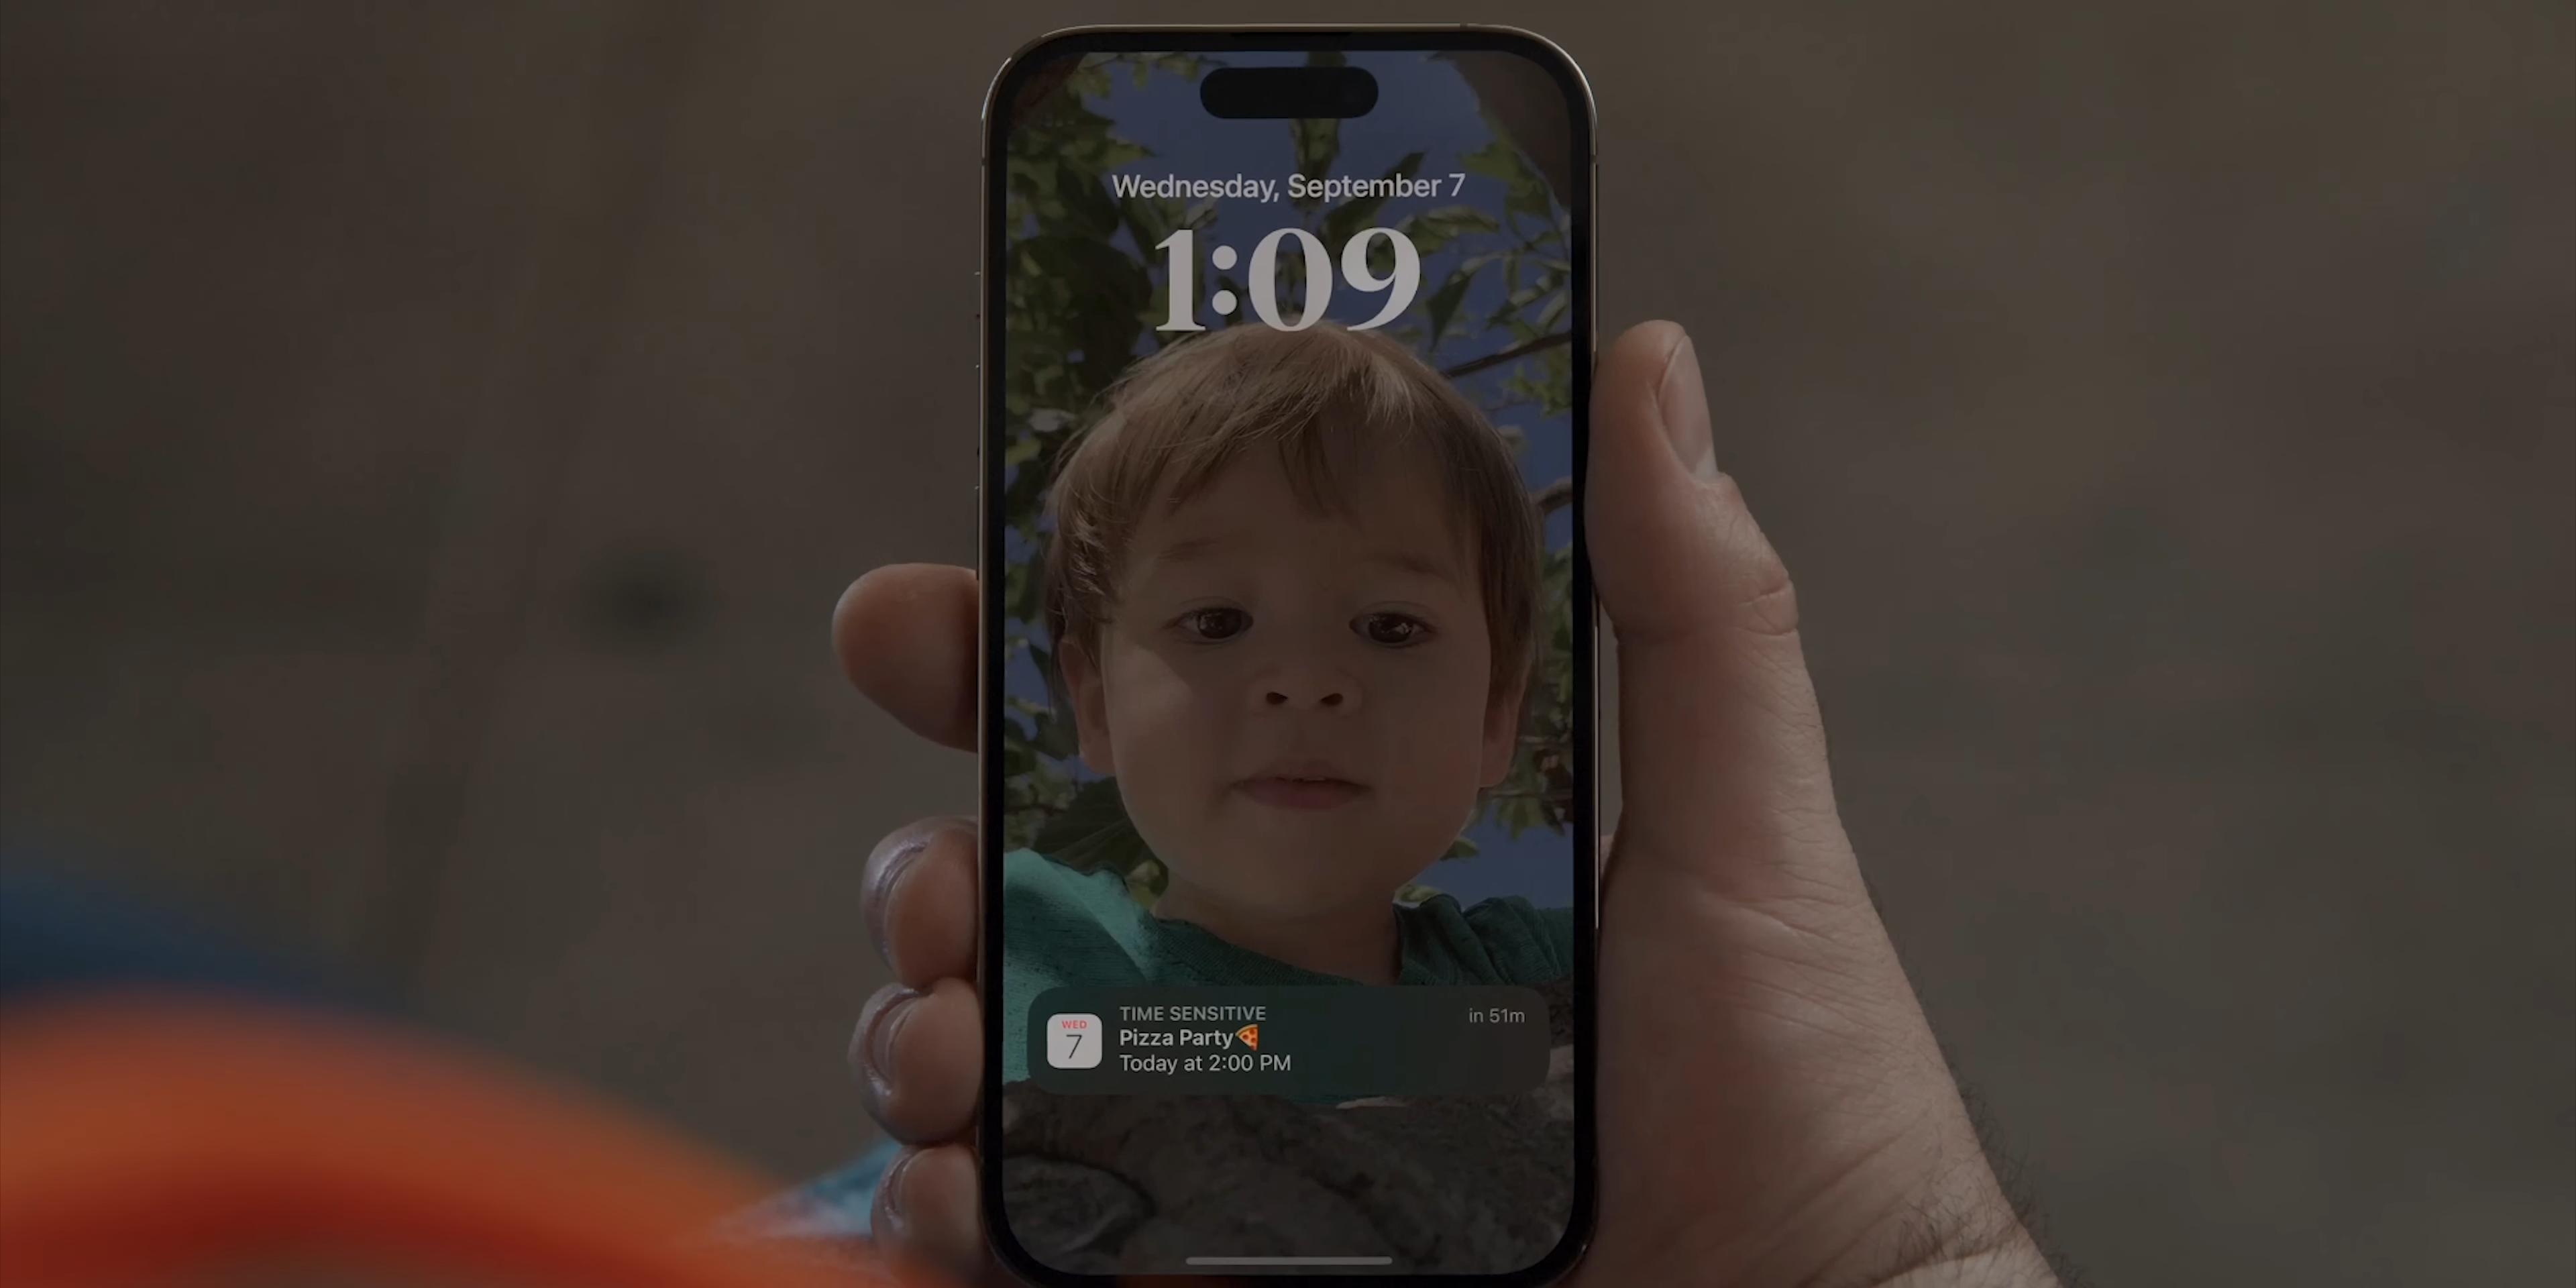 Wednesday, September 7
1:09
TIME SENSITIVE
in 51m
WED
7
Pizza Party🍕
Today at 2:00 PM